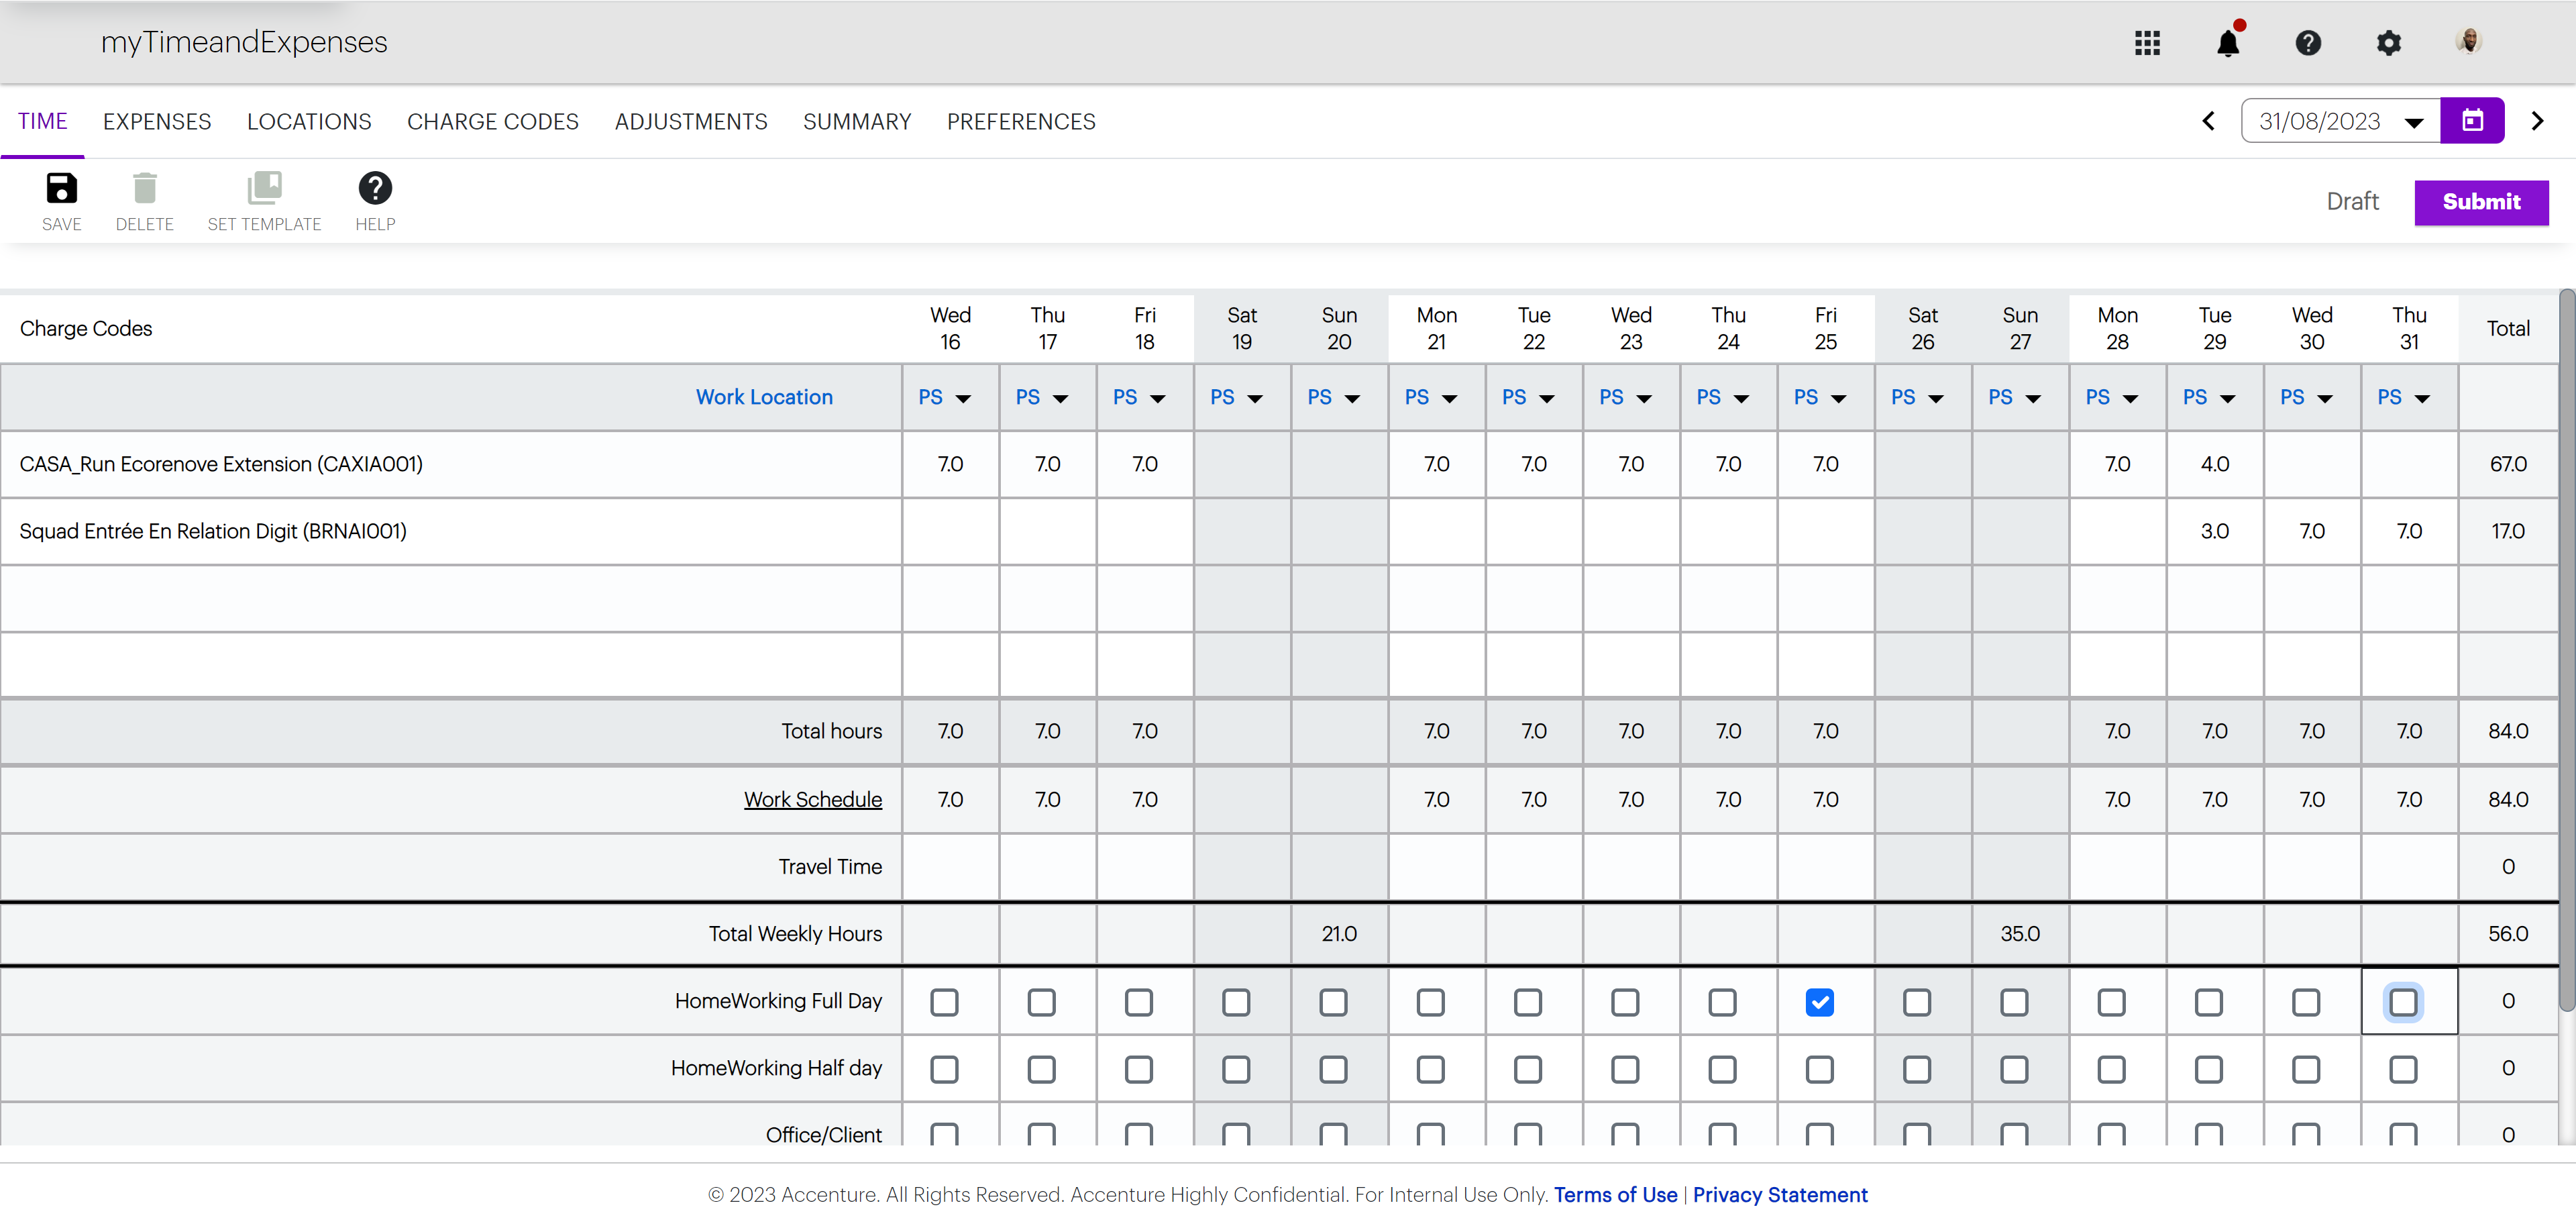 myTimeandExpenses
TIME EXPENSES LOCATIONS CHARGE CODES ADJUSTMENTS SUMMARY PREFERENCES 31/08/2023
SAVE DELETE SET TEMPLATE HELP Draft Submit
Charge Codes Wed 16 Thu 17 Fri 18 Sat 19 Sun 20 Mon 21 Tue 22 Wed 23 Thu 24 Fri 25 Sat 26 Sun 27 Mon 28 Tue 29 Wed 30 Thu 31 Total
Work Location PS PS PS PS PS PS PS PS PS PS PS PS PS PS PS PS
CASA_Run Ecorenove Extension (CAXIA001) 7.0 7.0 7.0 7.0 7.0 7.0 7.0 7.0 7.0 4.0 67.0
Squad Entrée En Relation Digit (BRNAI001) 3.0 7.0 7.0 17.0
Total hours 7.0 7.0 7.0 7.0 7.0 7.0 7.0 7.0 7.0 7.0 7.0 7.0 84.0
Work Schedule 7.0 7.0 7.0 7.0 7.0 7.0 7.0 7.0 7.0 7.0 7.0 7.0 84.0
Travel Time 0
Total Weekly Hours 21.0 35.0 56.0
HomeWorking Full Day 0
HomeWorking Half day 0
Office/Client 0
© 2023 Accenture. All Rights Reserved. Accenture Highly Confidential. For Internal Use Only. Terms of Use | Privacy Statement